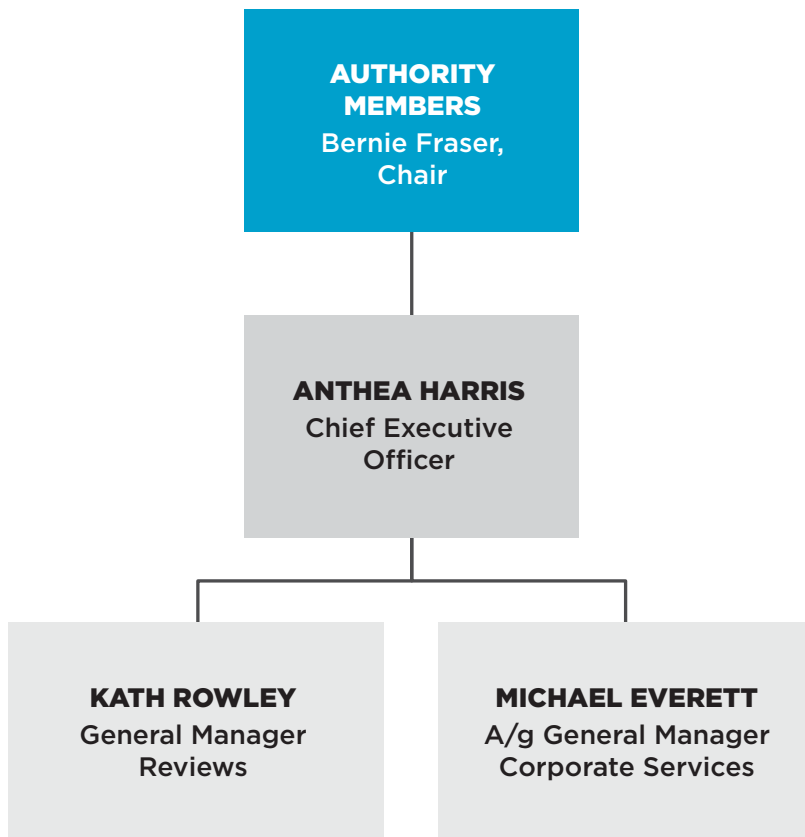 AUTHORITY
MEMBERS
Bernie Fraser,
Chair
ANTHEA HARRIS
Chief Executive
Officer
KATH ROWLEY
General Manager
Reviews
MICHAEL EVERETT
A/g General Manager
Corporate Services